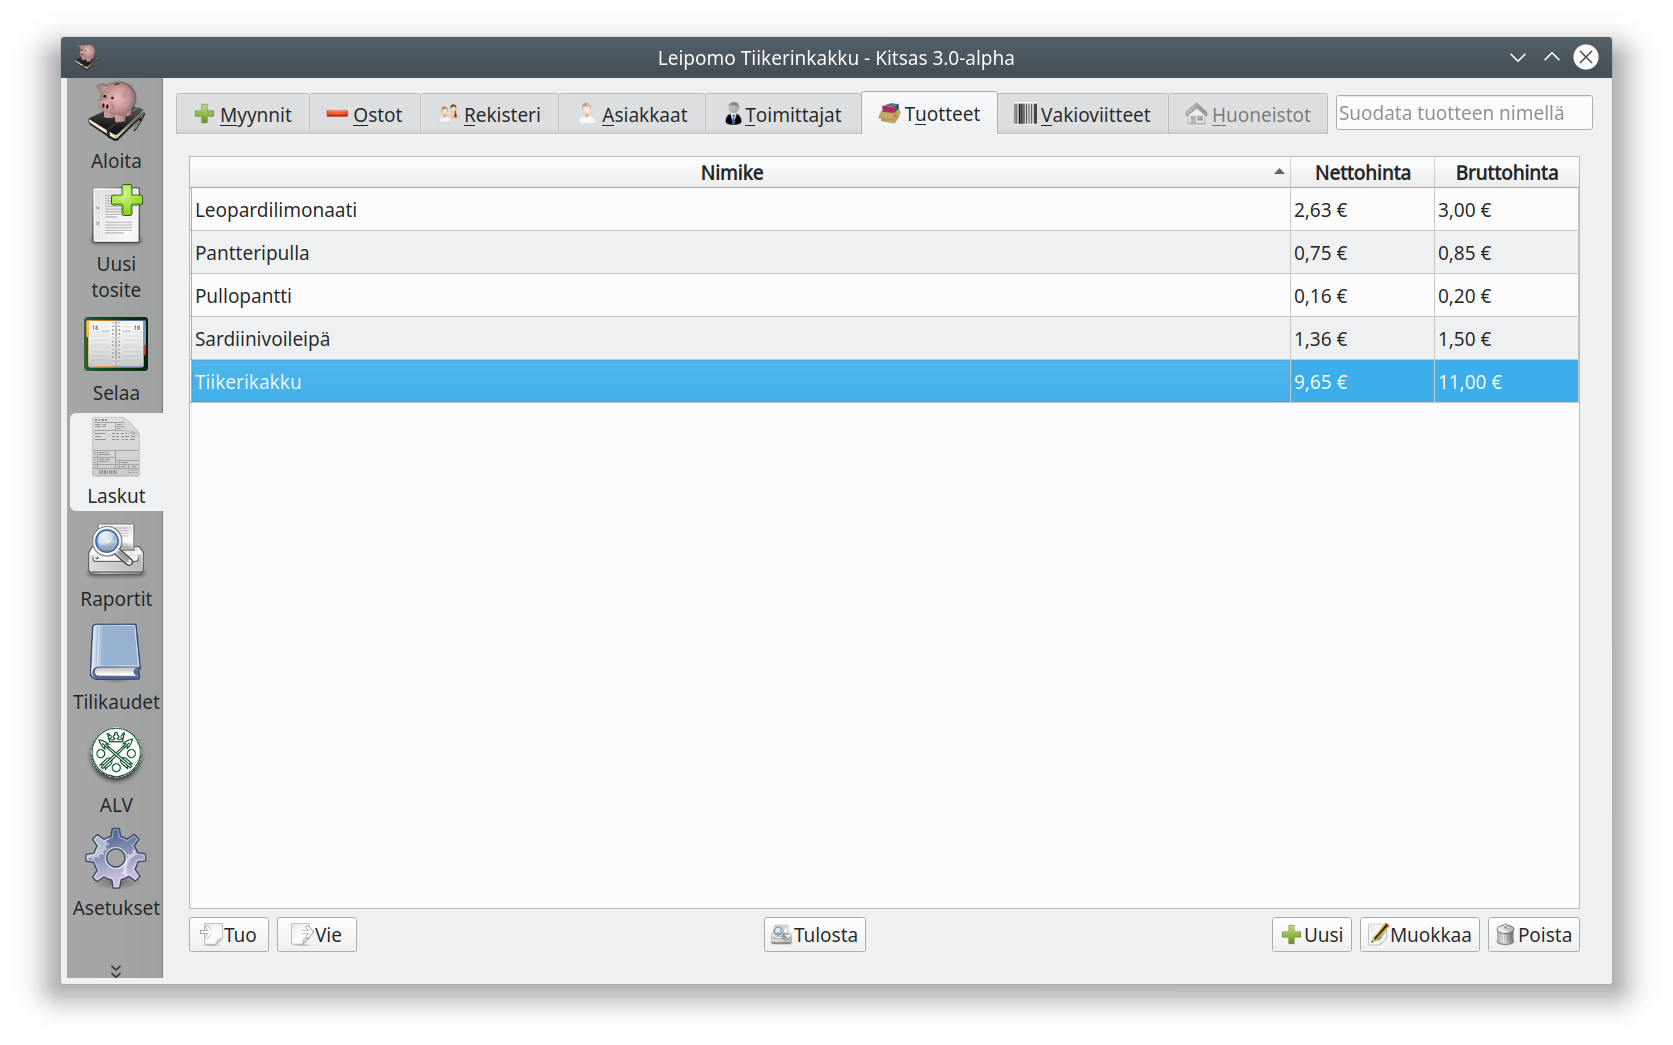 Leipomo Tiikerinkakku - Kitsas 3.0-alpha
Aloita
Uusi
tosite
18 19
Selaa
Laskut
Raportit
Tilikaudet
ALV
Asetukset
Myynnit Ostot Rekisteri Asiakkaat Toimittajat Tuotteet Vakioviitteet Huoneistot Suodata tuotteen nimellä
Nimike Nettohinta Bruttohinta
Leopardilimonaati 2,63 € 3,00 €
Pantteripulla 0,75 € 0,85 €
Pullopantti 0,16 € 0,20 €
Sardiinivoileipä 1,36 € 1,50 €
Tiikerikakku 9,65 € 11,00 €
Tuo Vie Tulosta Uusi Muokkaa Poista